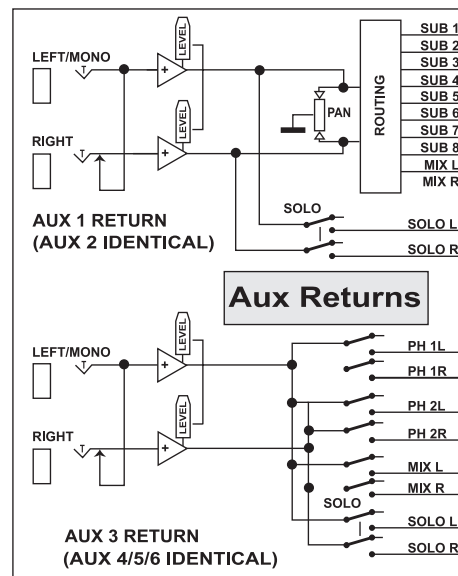 LEVEL
LEFT/MONO
T
+
LEVEL
RIGHT
T
+
PAN
ROUTING
SUB 1
SUB 2
SUB 3
SUB 4
SUB 5
SUB 6
SUB 7
SUB 8
MIX L
MIX R
AUX 1 RETURN
(AUX 2 IDENTICAL)
SOLO
SOLO L
SOLO R
Aux Returns
LEVEL
LEFT/MONO
T
+
LEVEL
RIGHT
T
+
PH 1L
PH 1R
PH 2L
PH 2R
MIX L
MIX R
SOLO
SOLO L
SOLO R
AUX 3 RETURN
(AUX 4/5/6 IDENTICAL)